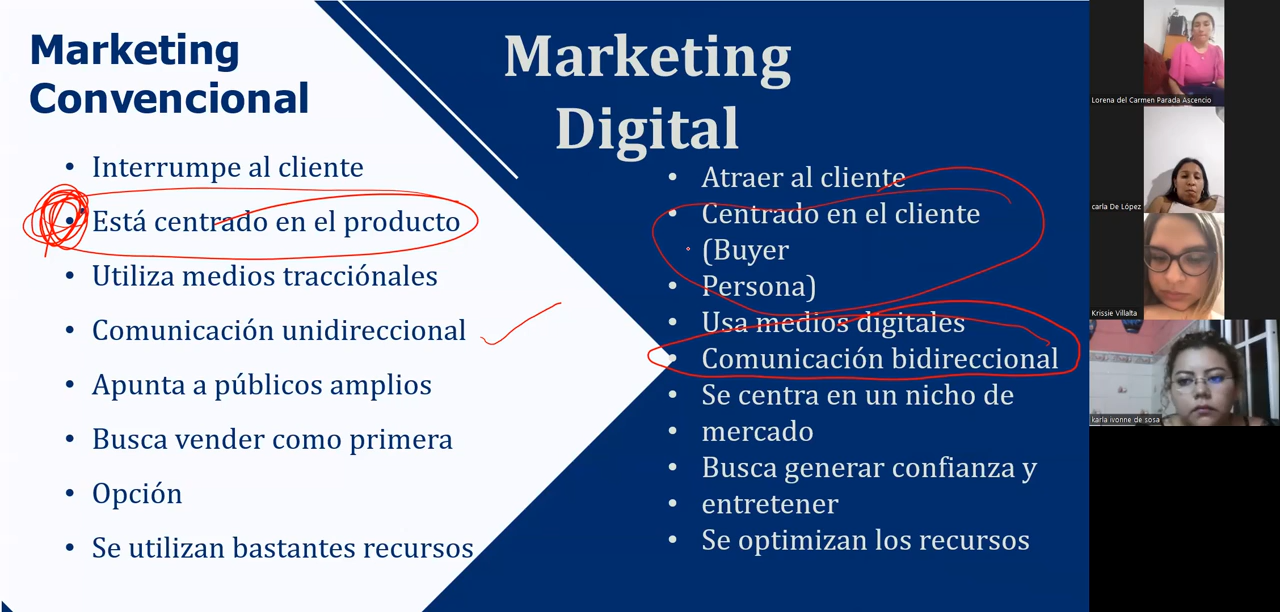 Marketing
Convencional
• Interrumpe al cliente
• Está centrado en el producto
• Utiliza medios tracciónales
• Comunicación unidireccional
• Apunta a públicos amplios
• Busca vender como primera
• Opción
• Se utilizan bastantes recursos
Marketing
Digital
• Atraer al cliente
• Centrado en el cliente
(Buyer
Persona)
• Usa medios digitales
• Comunicación bidireccional
• Se centra en un nicho de
• mercado
• Busca generar confianza y
• entretener
• Se optimizan los recursos
Lorena del Carmen Parada Ascencio
carla De López
Krissie Villalta
karla ivonne de sosa